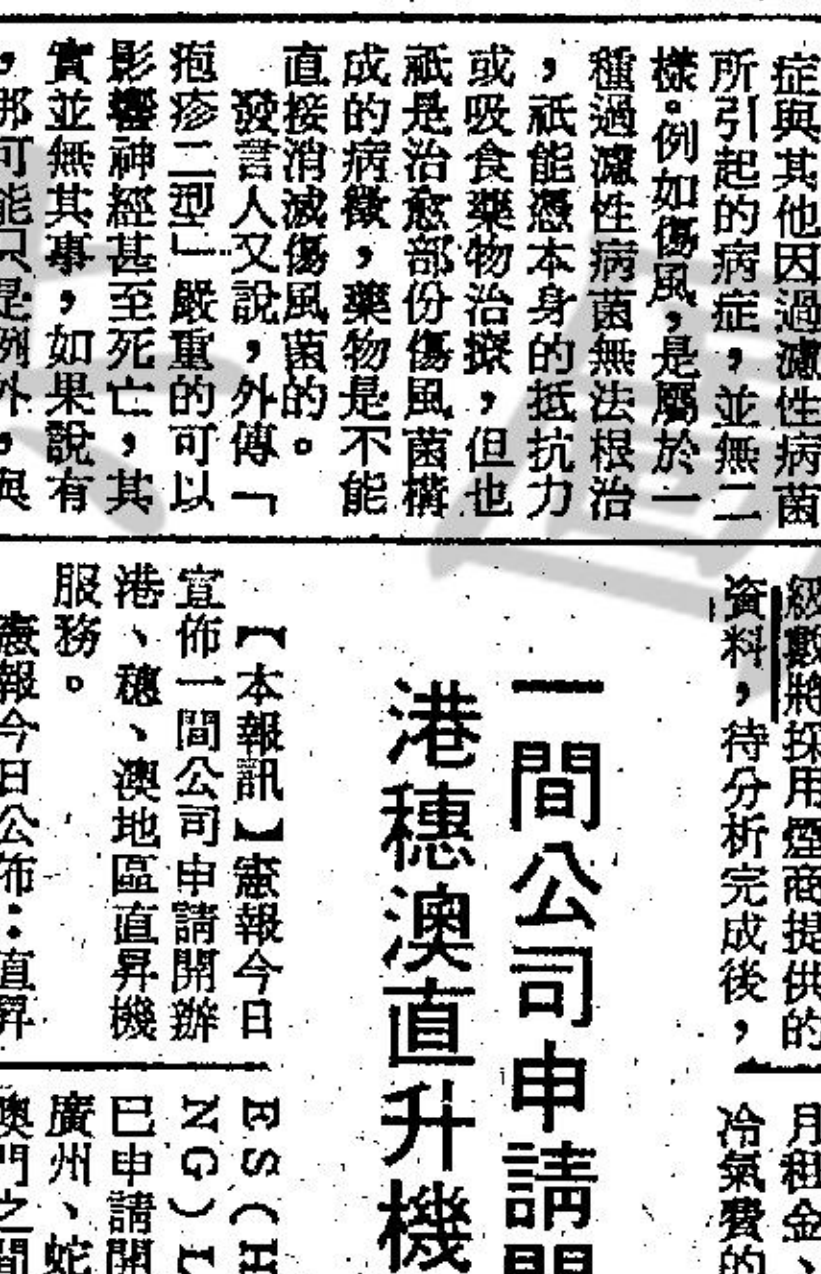 症與其他因過濾性病菌
所引起的病症，並無二
樣。例如傷風，是屬於一
種過濾性病菌無法根治
，祇能憑本身的抵抗力
或吸食藥物治療，但也
祇是治愈部份傷風菌構
成的病徵，藥物是不能
直接消滅傷風菌的。
發言人又說，外傳「
疱疹二型」嚴重的可以
影響神經甚至死亡，其
實並無其事，如果說有
，那可能只是例外，與
級數將採用煙商提供的
資料，待分析完成後，
一間公司申請開
港穗澳直升機
【本報訊】憲報今日
宣佈一間公司申請開辦
港、穗、澳地區直昇機
服務。
憲報今日公佈：直昇
月租金、
冷氣費的
ES（H
NG）L
已申請開
廣州、蛇
澳門之間